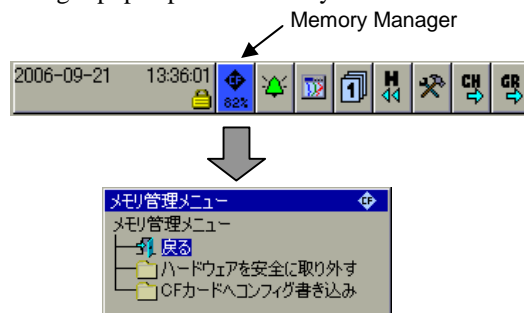 Memory Manager
2006-09-21 13:36:01
CF
82%
1
H
CH
GR
メモリ管理メニュー CF
メモリ管理メニュー
戻る
ハードウェアを安全に取り外す
CFカードへコンフィグ書き込み